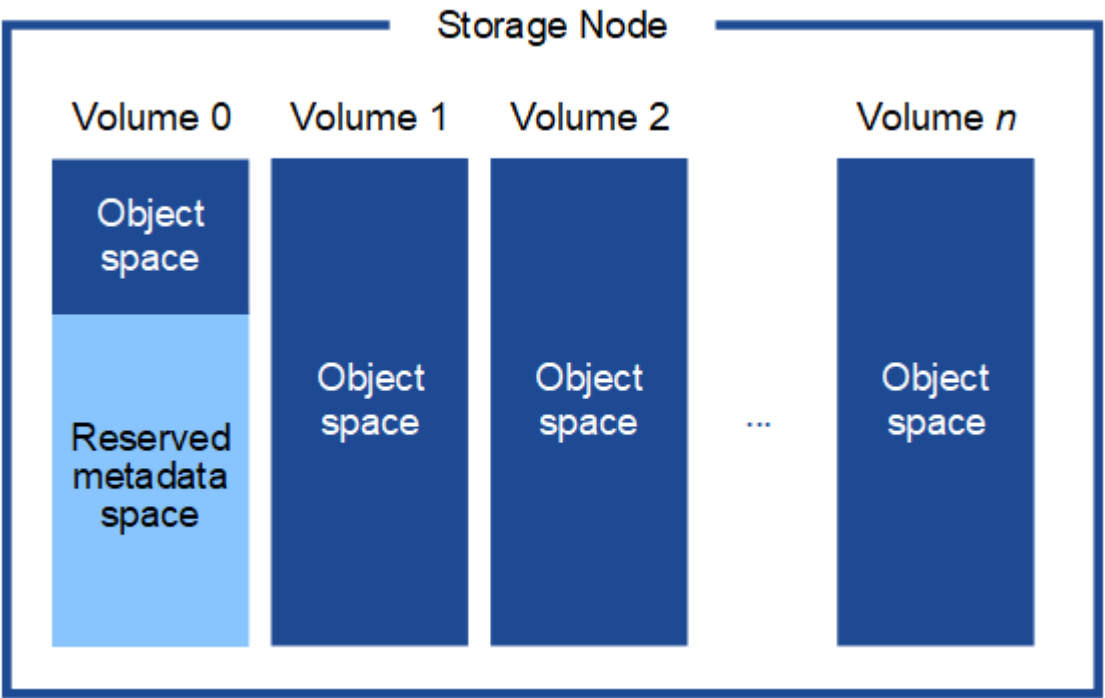 Storage Node
Volume 0
Volume 1
Volume 2
Volume n
Object
space
Reserved
metadata
space
Object
space
Object
space
...
Object
space